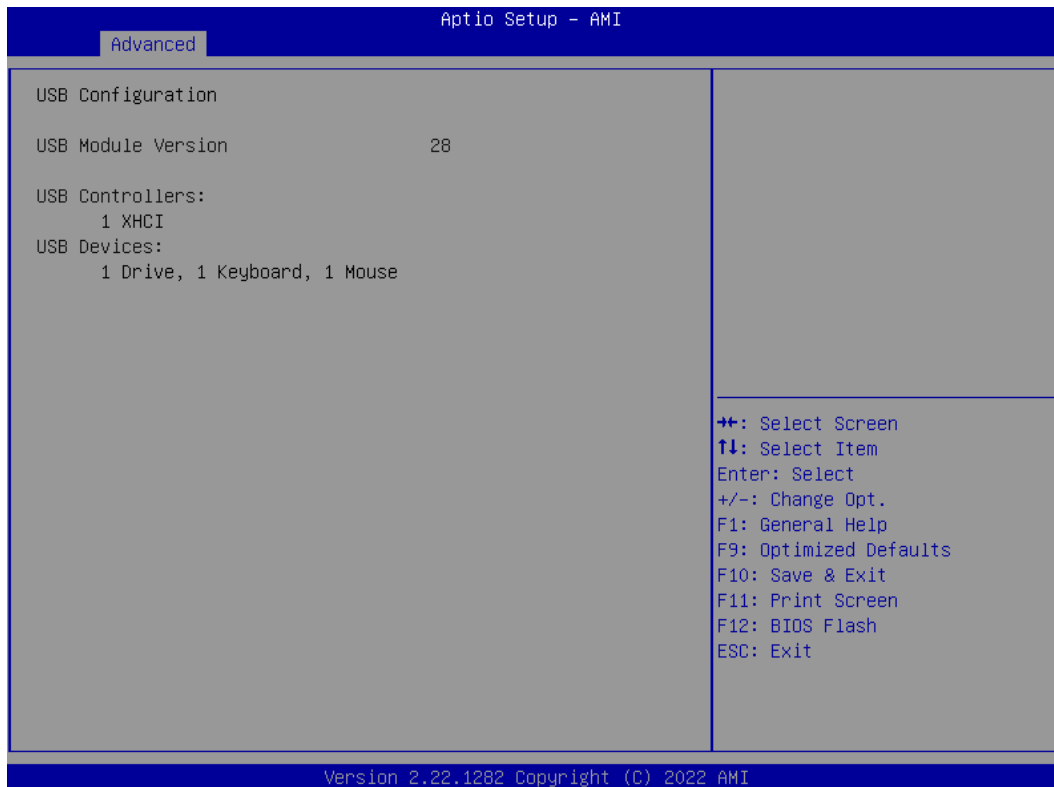 Aptio Setup – AMI
Advanced
USB Configuration
USB Module Version 28
USB Controllers:
1 XHCI
USB Devices:
1 Drive, 1 Keyboard, 1 Mouse
→←: Select Screen
↑↓: Select Item
Enter: Select
+/-: Change Opt.
F1: General Help
F9: Optimized Defaults
F10: Save & Exit
F11: Print Screen
F12: BIOS Flash
ESC: Exit
Version 2.22.1282 Copyright (C) 2022 AMI